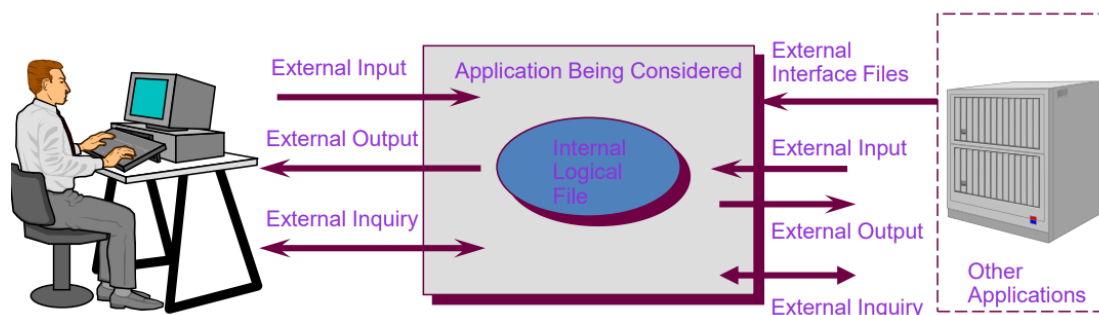 External Input
External Output
External Inquiry
Application Being Considered
Internal
Logical
File
External
Interface Files
External Input
External Output
External Inquiry
Other
Applications